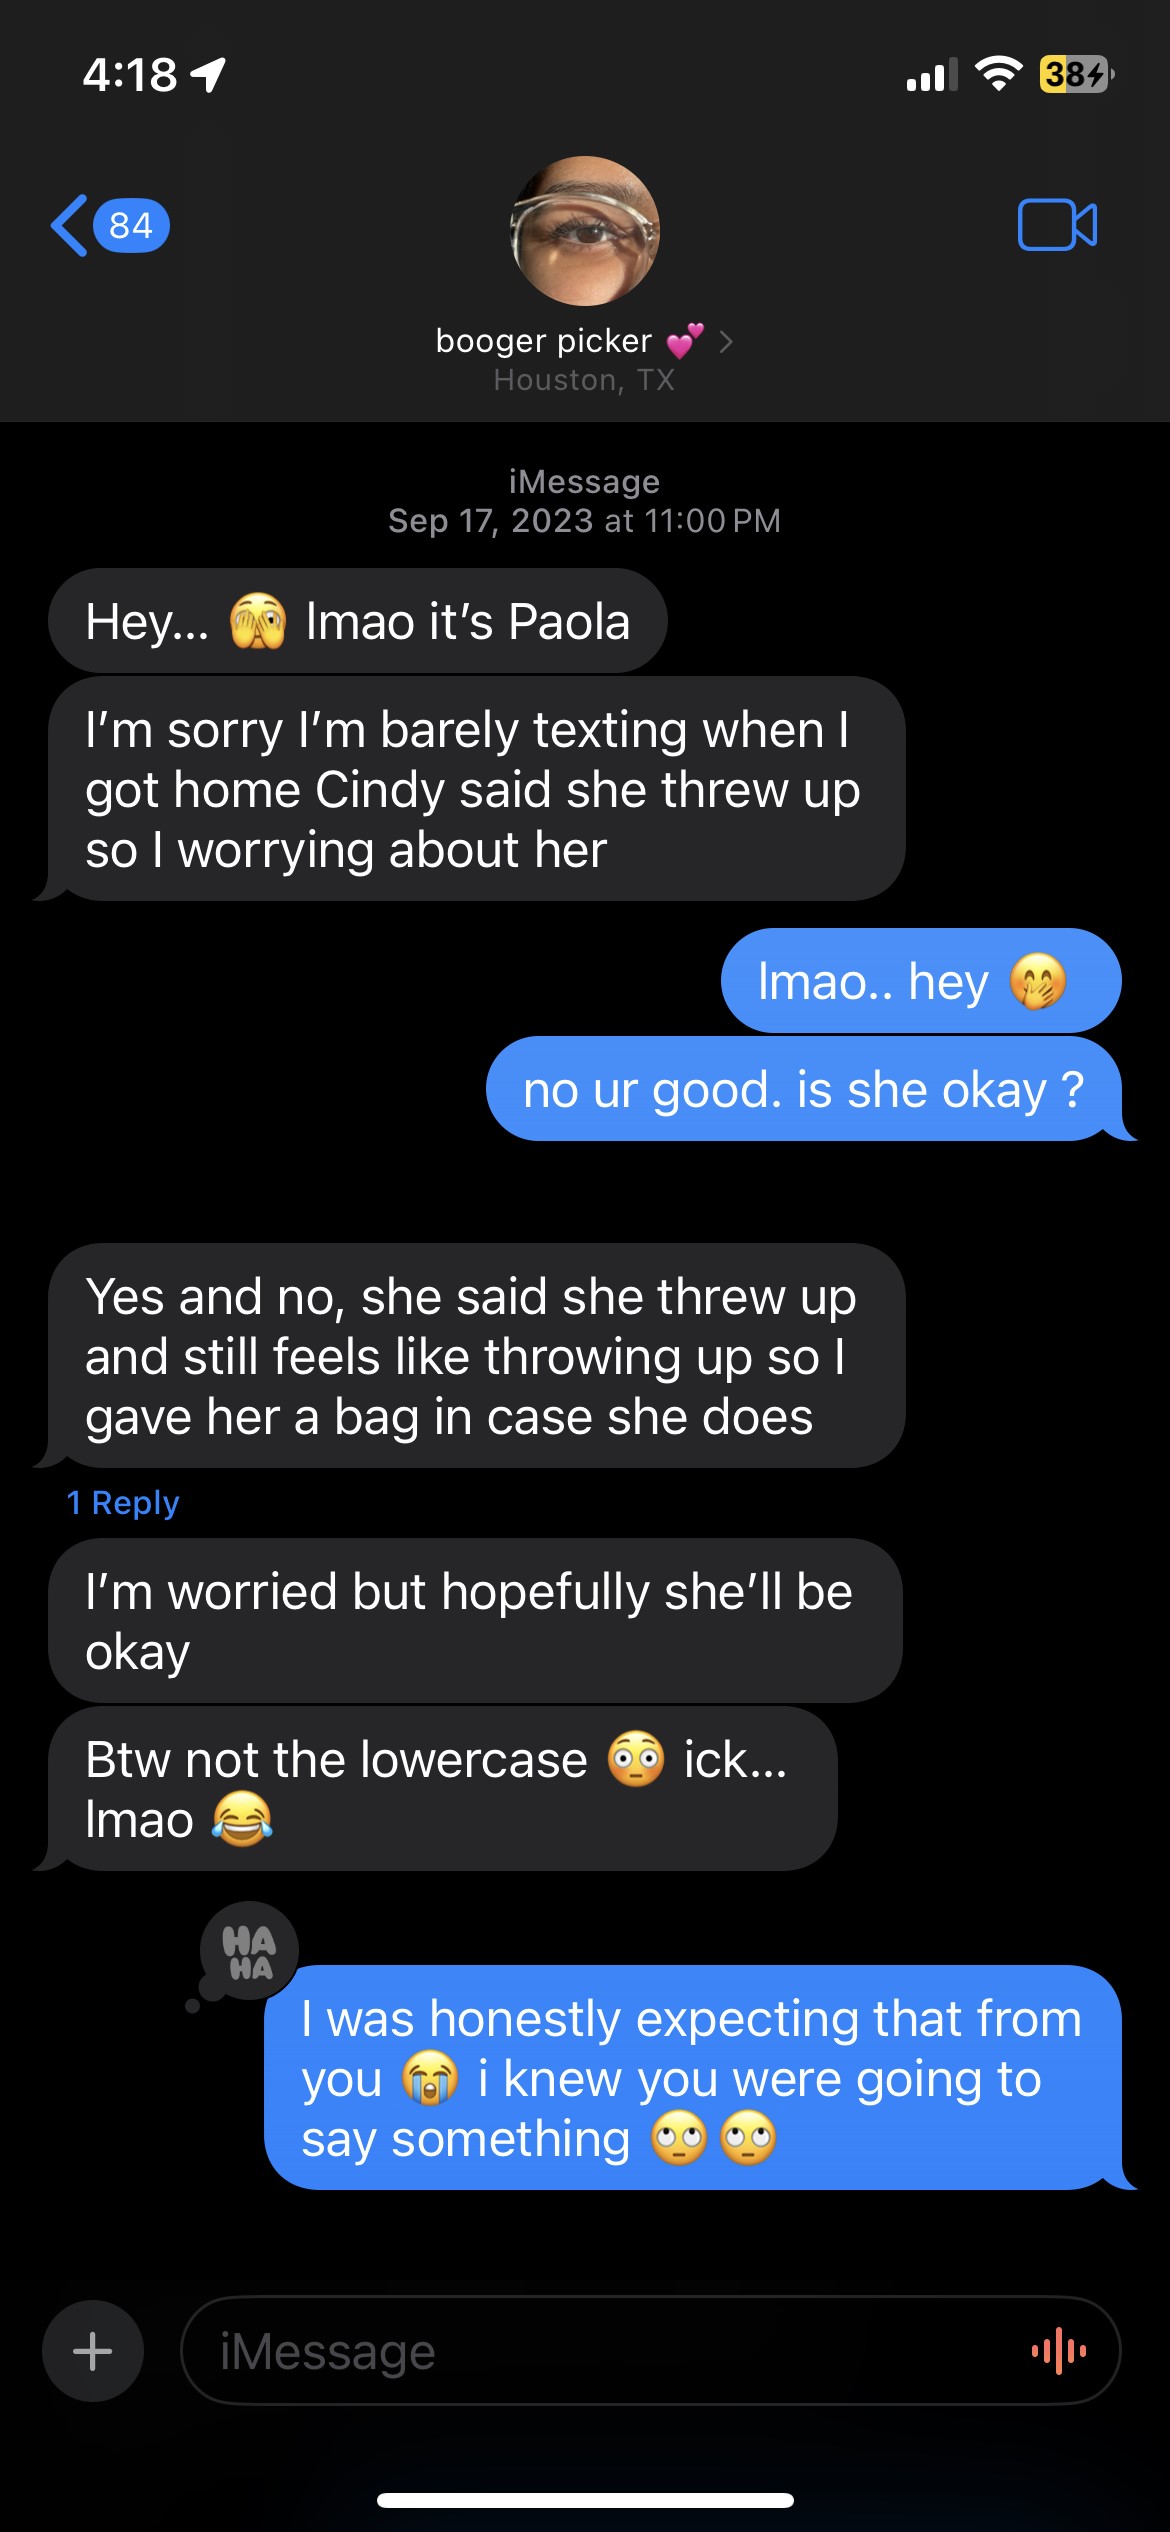 4:18
38
84
booger picker 💕
Houston, TX
iMessage
Sep 17, 2023 at 11:00 PM
Hey... 🫣 lmao it’s Paola
I’m sorry I’m barely texting when I
got home Cindy said she threw up
so I worrying about her
lmao.. hey 🤭
no ur good. is she okay ?
Yes and no, she said she threw up
and still feels like throwing up so I
gave her a bag in case she does
1 Reply
I’m worried but hopefully she’ll be
okay
Btw not the lowercase 😳 ick...
lmao 😂
HA
HA
I was honestly expecting that from
you 😭 i knew you were going to
say something 🙄🙄
iMessage